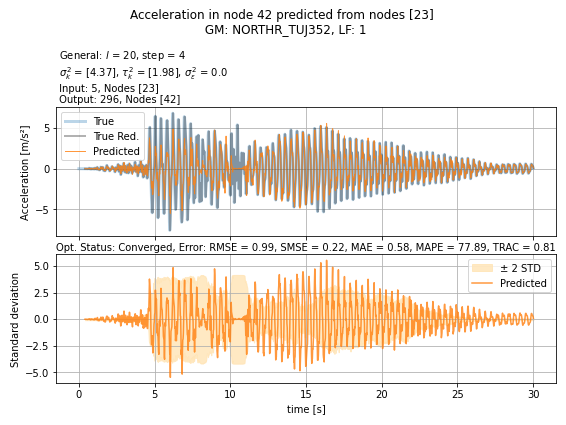 Acceleration in node 42 predicted from nodes [23]
GM: NORTHR_TUJ352, LF: 1
General: l = 20, step = 4
σ²ₖ = [4.37], τ²ₖ = [1.98], σ²ᵣ = 0.0
Input: 5, Nodes [23]
Output: 296, Nodes [42]
True
True Red.
Predicted
Acceleration [m/s²]
5
0
−5
Opt. Status: Converged, Error: RMSE = 0.99, SMSE = 0.22, MAE = 0.58, MAPE = 77.89, TRAC = 0.81
± 2 STD
Predicted
Standard deviation
5.0
2.5
0.0
−2.5
−5.0
0 5 10 15 20 25 30
time [s]